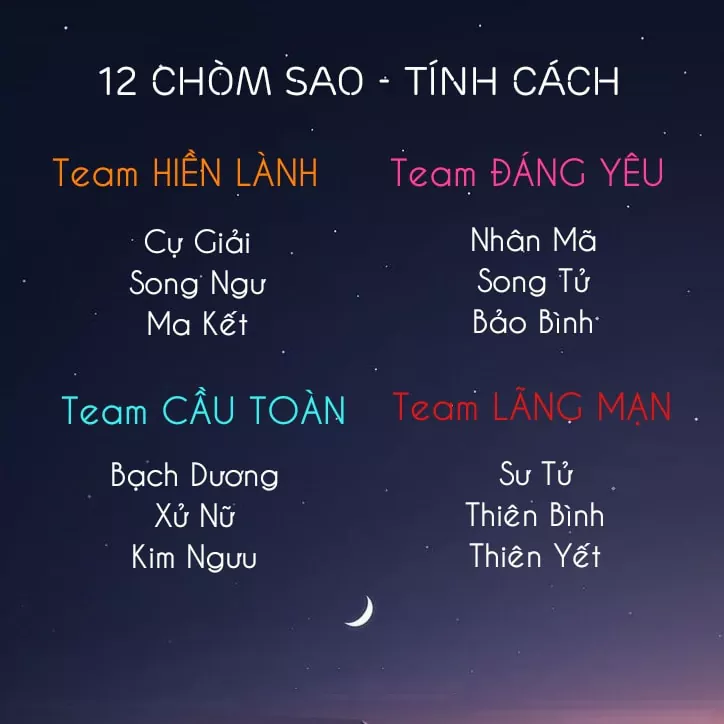 12 CHÒM SAO - TÍNH CÁCH
Team HIỀN LÀNH
Cự Giải
Song Ngư
Ma Kết
Team ĐÁNG YÊU
Nhân Mã
Song Tử
Bảo Bình
Team CẦU TOÀN
Bạch Dương
Xử Nữ
Kim Ngưu
Team LÃNG MẠN
Sư Tử
Thiên Bình
Thiên Yết